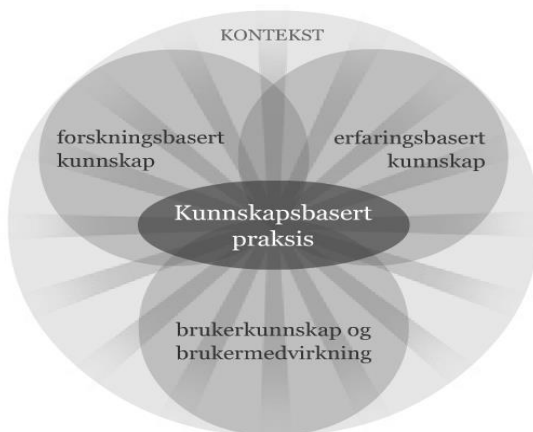 KONTEKST
forskningsbasert
kunnskap
erfaringsbasert
kunnskap
Kunnskapsbasert
praksis
brukerkunnskap og
brukermedvirkning